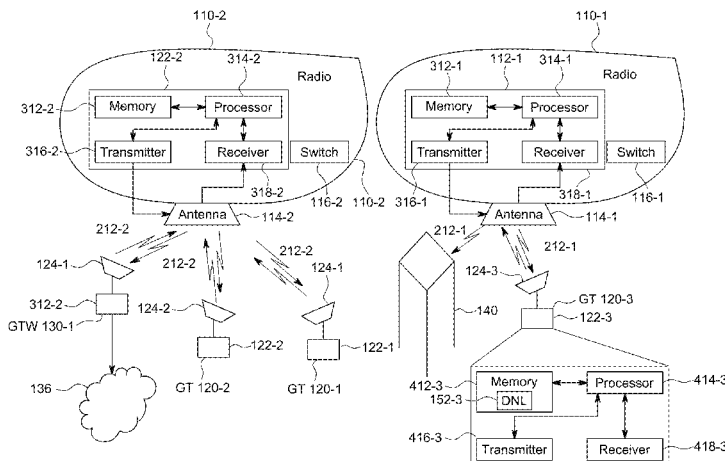 110-2
110-1
122-2
314-2
Radio
312-1
112-1
314-1
Radio
312-2
Memory
Processor
Memory
Processor
316-2
Transmitter
Receiver
Switch
Transmitter
Receiver
Switch
318-2
116-2
110-2
316-1
318-1
116-1
Antenna
114-2
Antenna
114-1
212-2
212-2
212-2
212-1
212-1
124-1
124-1
124-3
312-2
124-2
GT 120-3
GTW 130-1
122-2
122-1
140
122-3
136
GT 120-2
GT 120-1
412-3
Memory
Processor
414-3
152-3
DNL
416-3
Transmitter
Receiver
418-3